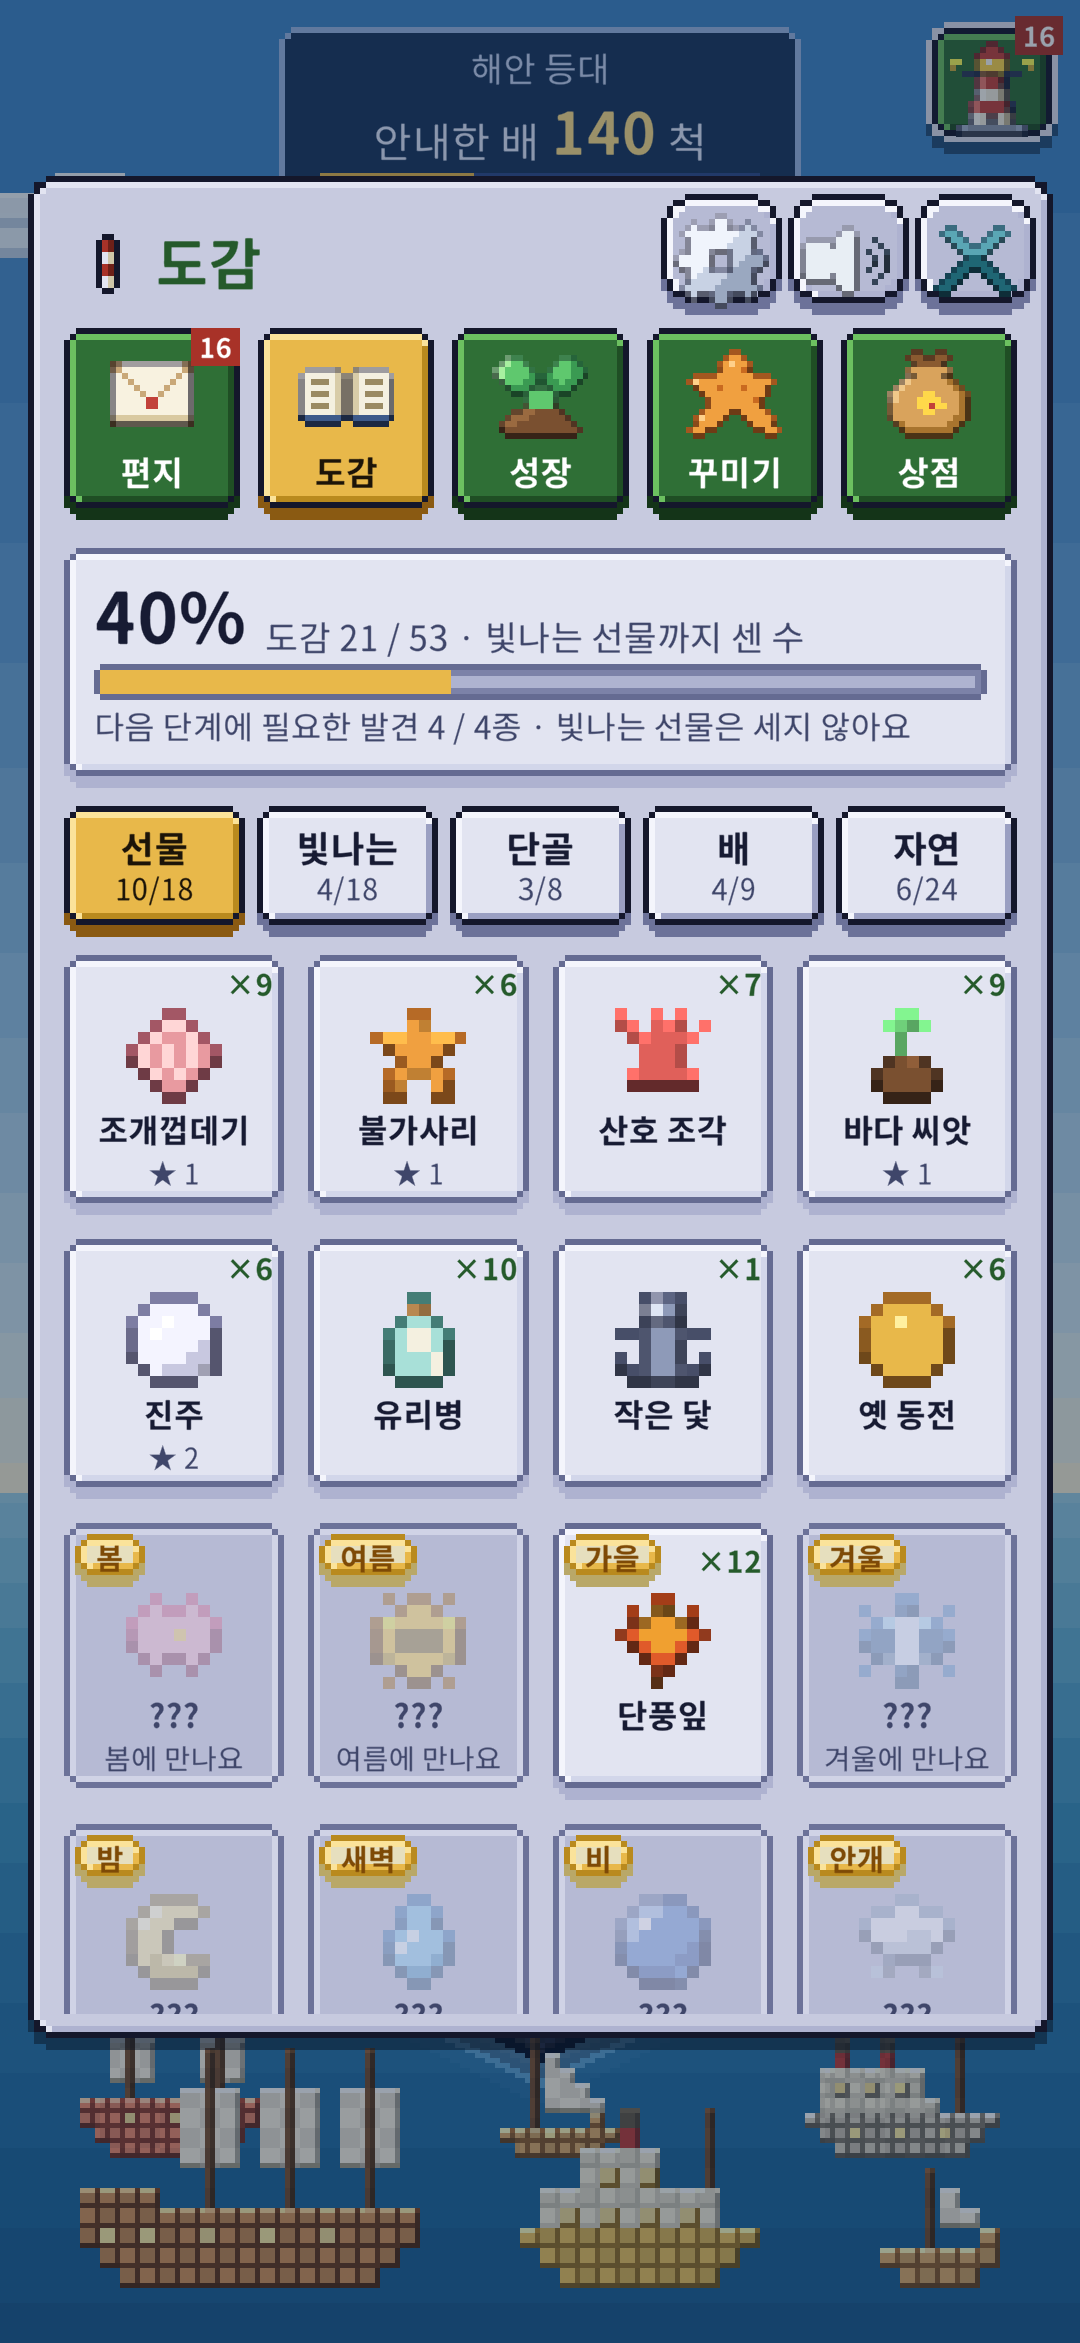 해안 등대
안내한 배 140 척
16
도감
편지 16
도감
성장
꾸미기
상점
40% 도감 21 / 53 · 빛나는 선물까지 센 수
다음 단계에 필요한 발견 4 / 4종 · 빛나는 선물은 세지 않아요
선물 10/18
빛나는 4/18
단골 3/8
배 4/9
자연 6/24
×9
조개껍데기
★ 1
×6
불가사리
★ 1
×7
산호 조각
×9
바다 씨앗
★ 1
×6
진주
★ 2
×10
유리병
×1
작은 닻
×6
옛 동전
봄
???
봄에 만나요
여름
???
여름에 만나요
가을
×12
단풍잎
겨울
???
겨울에 만나요
밤
???
새벽
???
비
???
안개
???